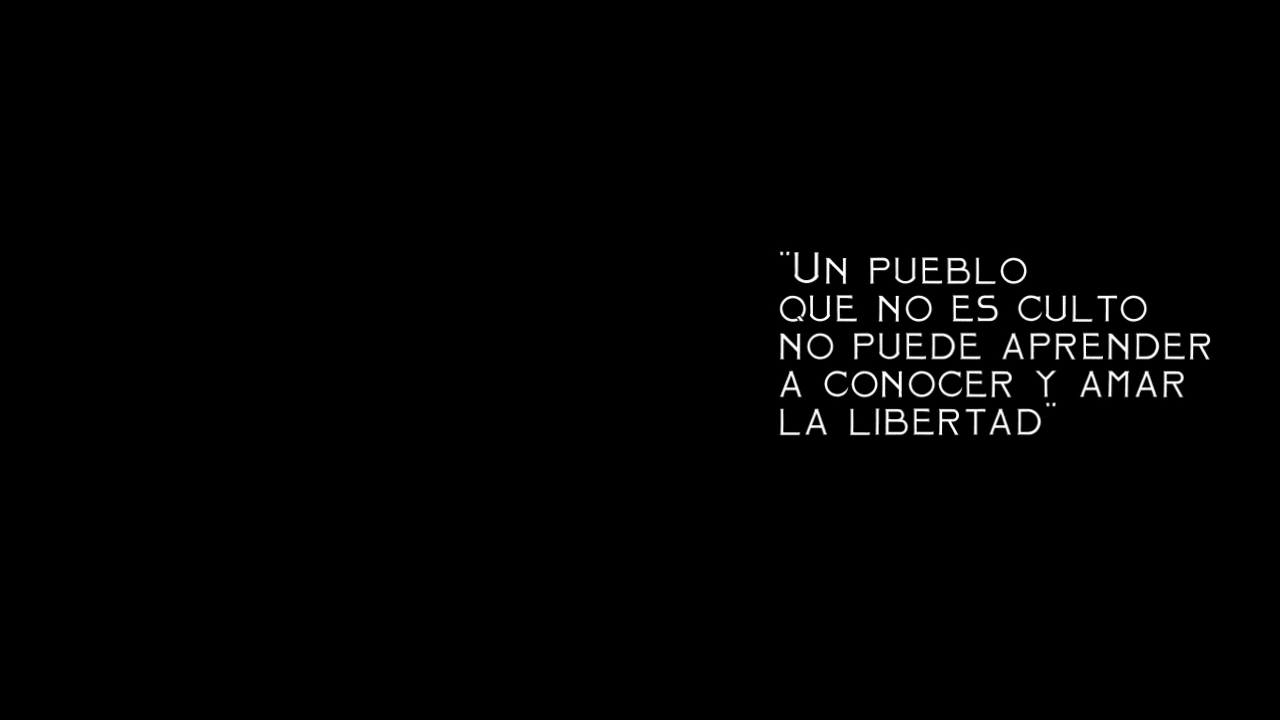 ¨Un pueblo
que no es culto
no puede aprender
a conocer y amar
la libertad¨